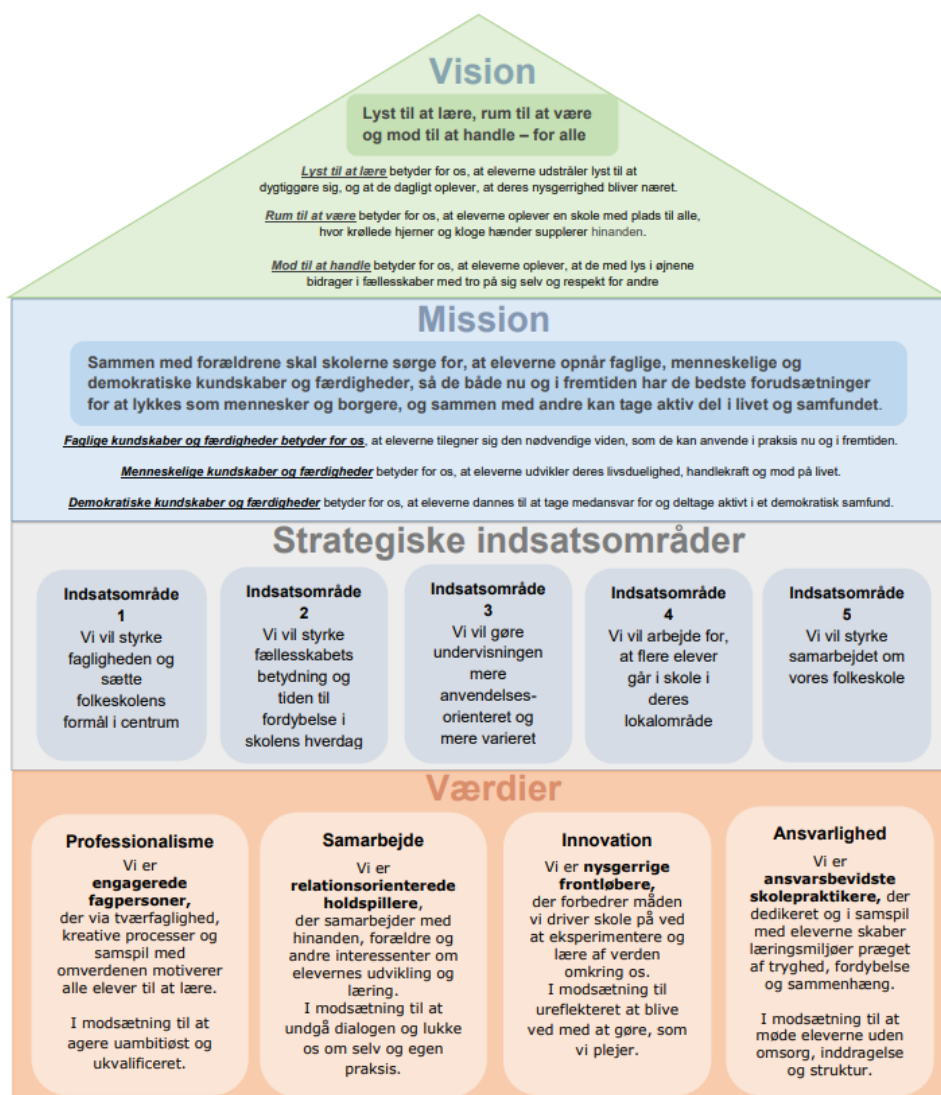 Vision
Lyst til at lære, rum til at være
og mod til at handle – for alle
Lyst til at lære betyder for os, at eleverne udstråler lyst til at
dygtiggøre sig, og at de dagligt oplever, at deres nysgerrighed bliver næret.
Rum til at være betyder for os, at eleverne oplever en skole med plads til alle,
hvor krøllede hjerner og kloge hænder supplerer hinanden.
Mod til at handle betyder for os, at eleverne oplever, at de med lys i øjnene
bidrager i fællesskaber med tro på sig selv og respekt for andre
Mission
Sammen med forældrene skal skolerne sørge for, at eleverne opnår faglige, menneskelige og
demokratiske kundskaber og færdigheder, så de både nu og i fremtiden har de bedste forudsætninger
for at lykkes som mennesker og borgere, og sammen med andre kan tage aktiv del i livet og samfundet.
Faglige kundskaber og færdigheder betyder for os, at eleverne tilegner sig den nødvendige viden, som de kan anvende i praksis nu og i fremtiden.
Menneskelige kundskaber og færdigheder betyder for os, at eleverne udvikler deres livsduelighed, handlekraft og mod på livet.
Demokratiske kundskaber og færdigheder betyder for os, at eleverne dannes til at tage medansvar for og deltage aktivt i et demokratisk samfund.
Strategiske indsatsområder
Indsatsområde
1
Vi vil styrke
fagligheden og
sætte
folkeskolens
formål i centrum
Indsatsområde
2
Vi vil styrke
fællesskabets
betydning og
tiden til
fordybelse i
skolens hverdag
Indsatsområde
3
Vi vil gøre
undervisningen
mere
anvendelses-
orienteret og
mere varieret
Indsatsområde
4
Vi vil arbejde for,
at flere elever
går i skole i
deres
lokalområde
Indsatsområde
5
Vi vil styrke
samarbejdet om
vores folkeskole
Værdier
Professionalisme
Vi er
engagerede
fagpersoner,
der via tværfaglighed,
kreative processer og
samspil med
omverdenen motiverer
alle elever til at lære.
I modsætning til at
agere uambitiøst og
ukvalificeret.
Samarbejde
Vi er
relationsorienterede
holdspillere,
der samarbejder med
hinanden, forældre og
andre interessenter om
elevernes udvikling og
læring.
I modsætning til at
undgå dialogen og lukke
os om selv og egen
praksis.
Innovation
Vi er nysgerrige
frontløbere,
der forbedrer måden
vi driver skole på ved
at eksperimentere og
lære af verden
omkring os.
I modsætning til
ureflekteret at blive
ved med at gøre, som
vi plejer.
Ansvarlighed
Vi er
ansvarsbevidste
skolepraktikere, der
dedikeret og i samspil
med eleverne skaber
læringsmiljøer præget
af tryghed, fordybelse
og sammenhæng.
I modsætning til at
møde eleverne uden
omsorg, inddragelse
og struktur.